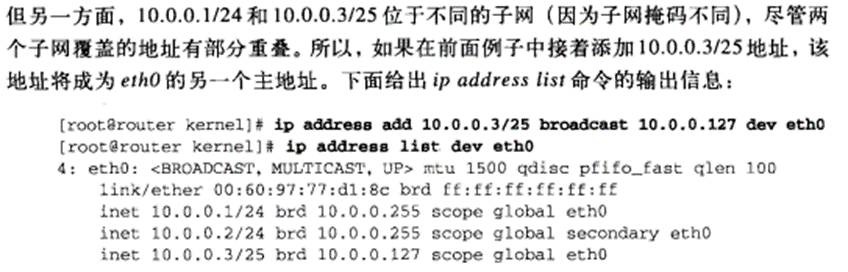 但另一方面，10.0.0.1/24 和 10.0.0.3/25 位于不同的子网（因为子网掩码不同），尽管两
个子网覆盖的地址有部分重叠。所以，如果在前面例子中接着添加10.0.0.3/25地址，该
地址将成为 eth0 的另一个主地址。下面给出 ip address list 命令的输出信息：
[root@router kernel]# ip address add 10.0.0.3/25 broadcast 10.0.0.127 dev eth0
[root@router kernel]# ip address list dev eth0
4: eth0: <BROADCAST, MULTICAST, UP> mtu 1500 qdisc pfifo_fast qlen 100
link/ether 00:60:97:77:d1:8c brd ff:ff:ff:ff:ff:ff
inet 10.0.0.1/24 brd 10.0.0.255 scope global eth0
inet 10.0.0.2/24 brd 10.0.0.255 scope global secondary eth0
inet 10.0.0.3/25 brd 10.0.0.127 scope global eth0